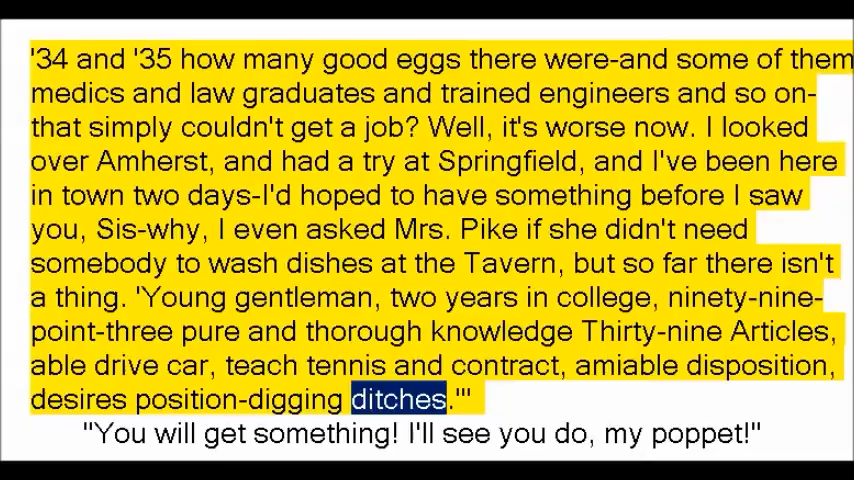 '34 and '35 how many good eggs there were-and some of them
medics and law graduates and trained engineers and so on-
that simply couldn't get a job? Well, it's worse now. I looked
over Amherst, and had a try at Springfield, and I've been here
in town two days-I'd hoped to have something before I saw
you, Sis-why, I even asked Mrs. Pike if she didn't need
somebody to wash dishes at the Tavern, but so far there isn't
a thing. 'Young gentleman, two years in college, ninety-nine-
point-three pure and thorough knowledge Thirty-nine Articles,
able drive car, teach tennis and contract, amiable disposition,
desires position-digging ditches.'"
"You will get something! I'll see you do, my poppet!"